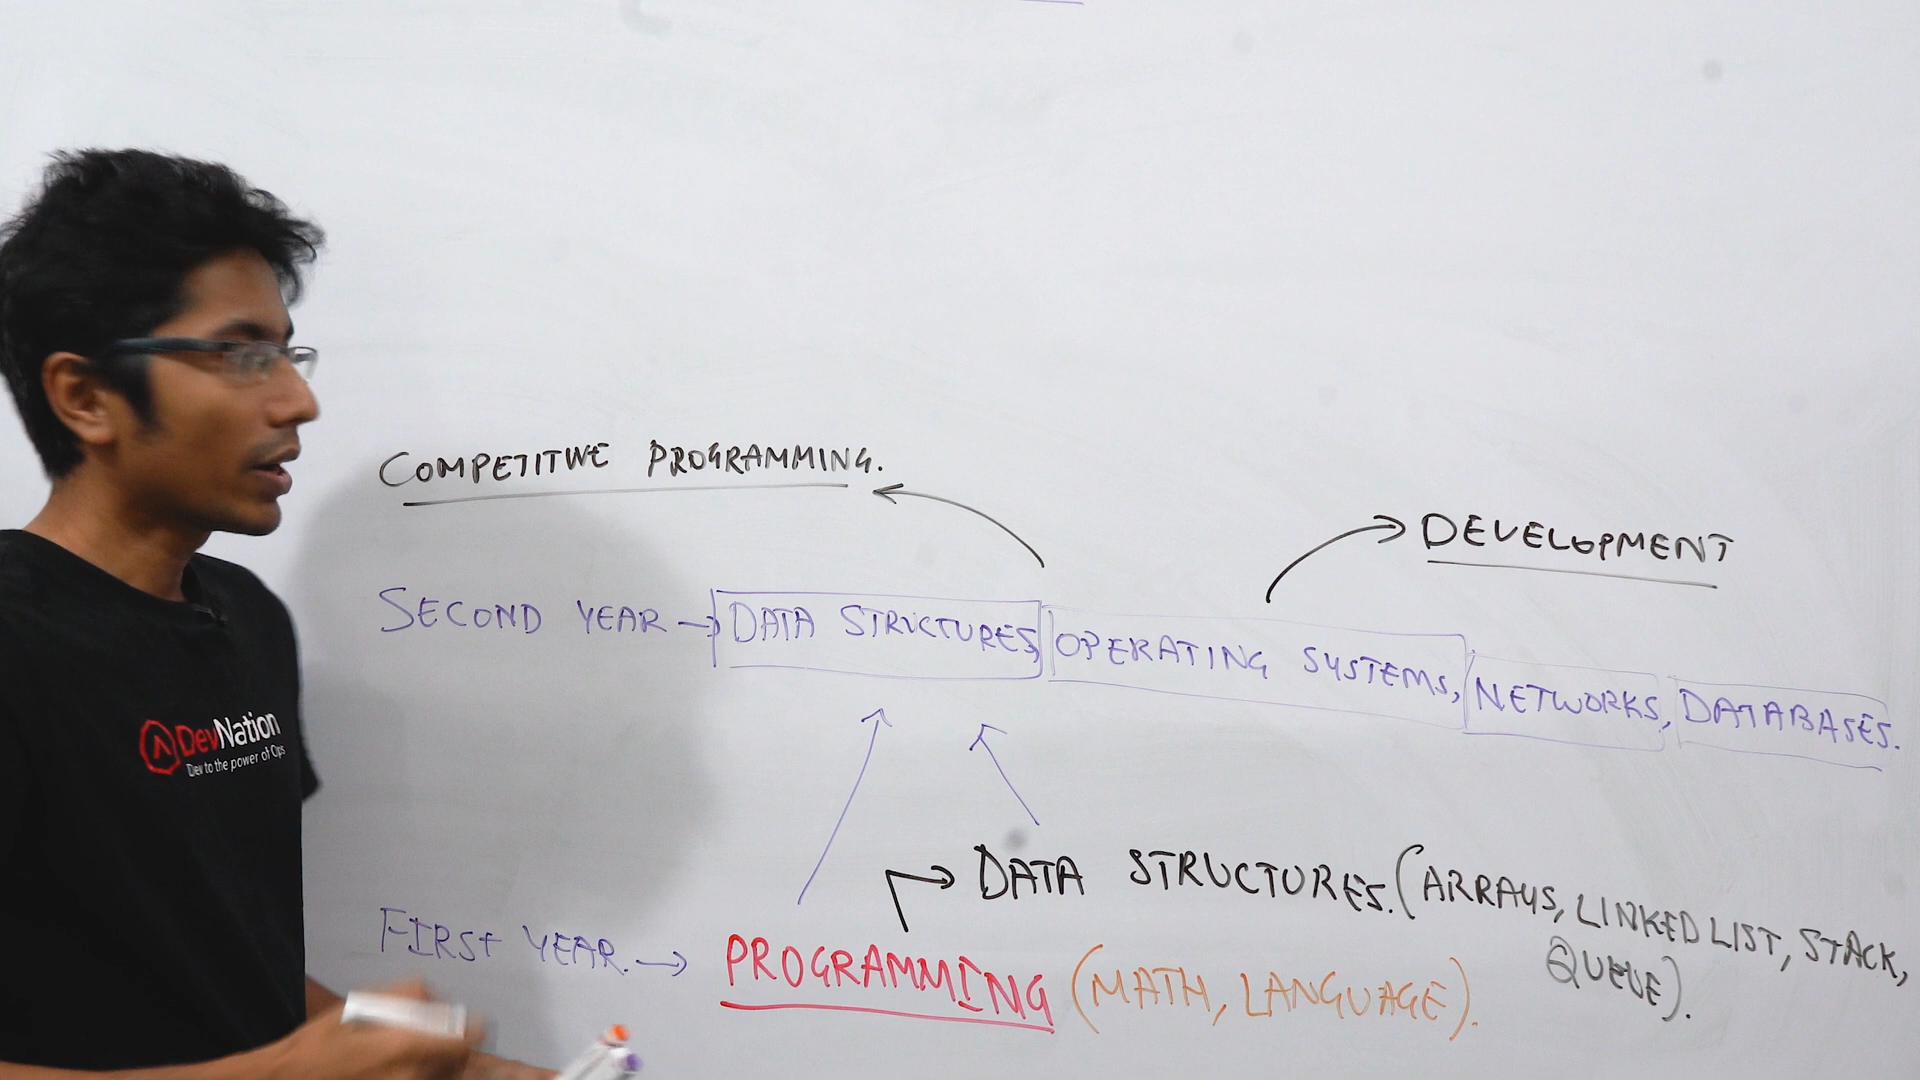 COMPETITIVE PROGRAMMING.
DEVELOPMENT
SECOND YEAR → DATA STRUCTURES, OPERATING SYSTEMS, NETWORKS, DATABASES.
DevNation
Dev to the power of Ops
DATA STRUCTURES. (ARRAYS, LINKED LIST, STACK,
QUEUE).
FIRST YEAR. → PROGRAMMING (MATH, LANGUAGE).